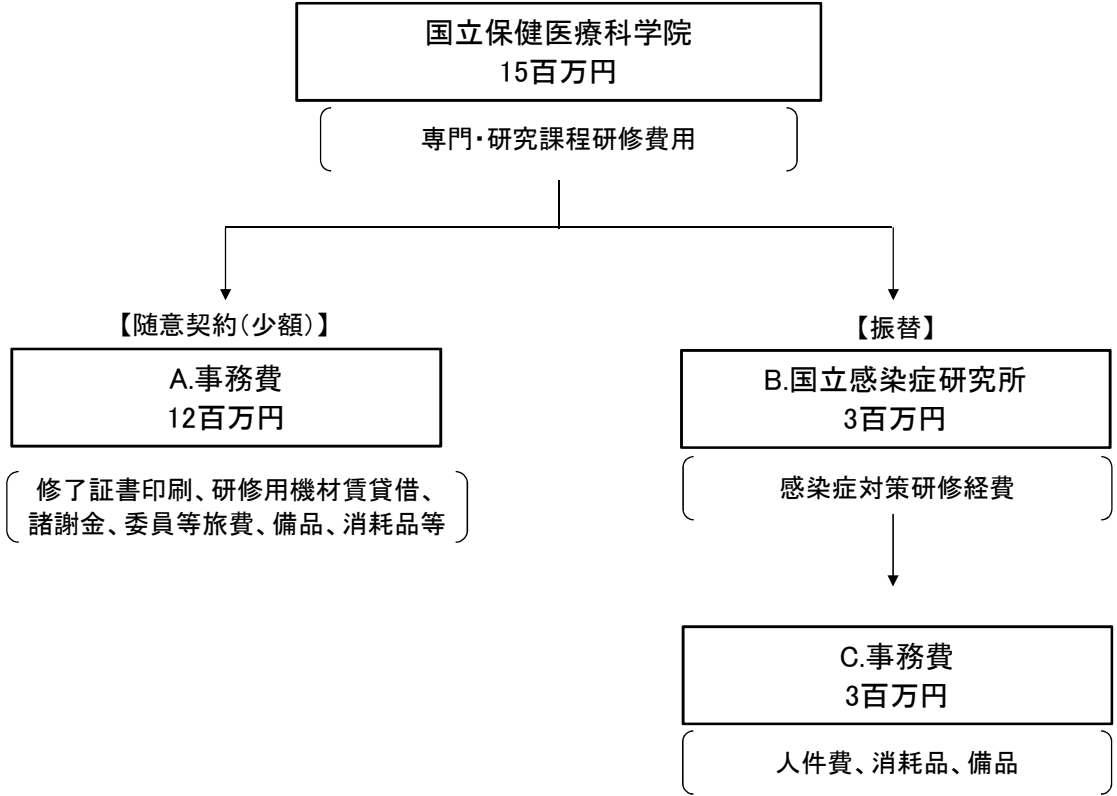 国立保健医療科学院
15百万円
専門・研究課程研修費用
【随意契約(少額)】
A.事務費
12百万円
修了証書印刷、研修用機材賃貸借、
諸謝金、委員等旅費、備品、消耗品等
【振替】
B.国立感染症研究所
3百万円
感染症対策研修経費
C.事務費
3百万円
人件費、消耗品、備品